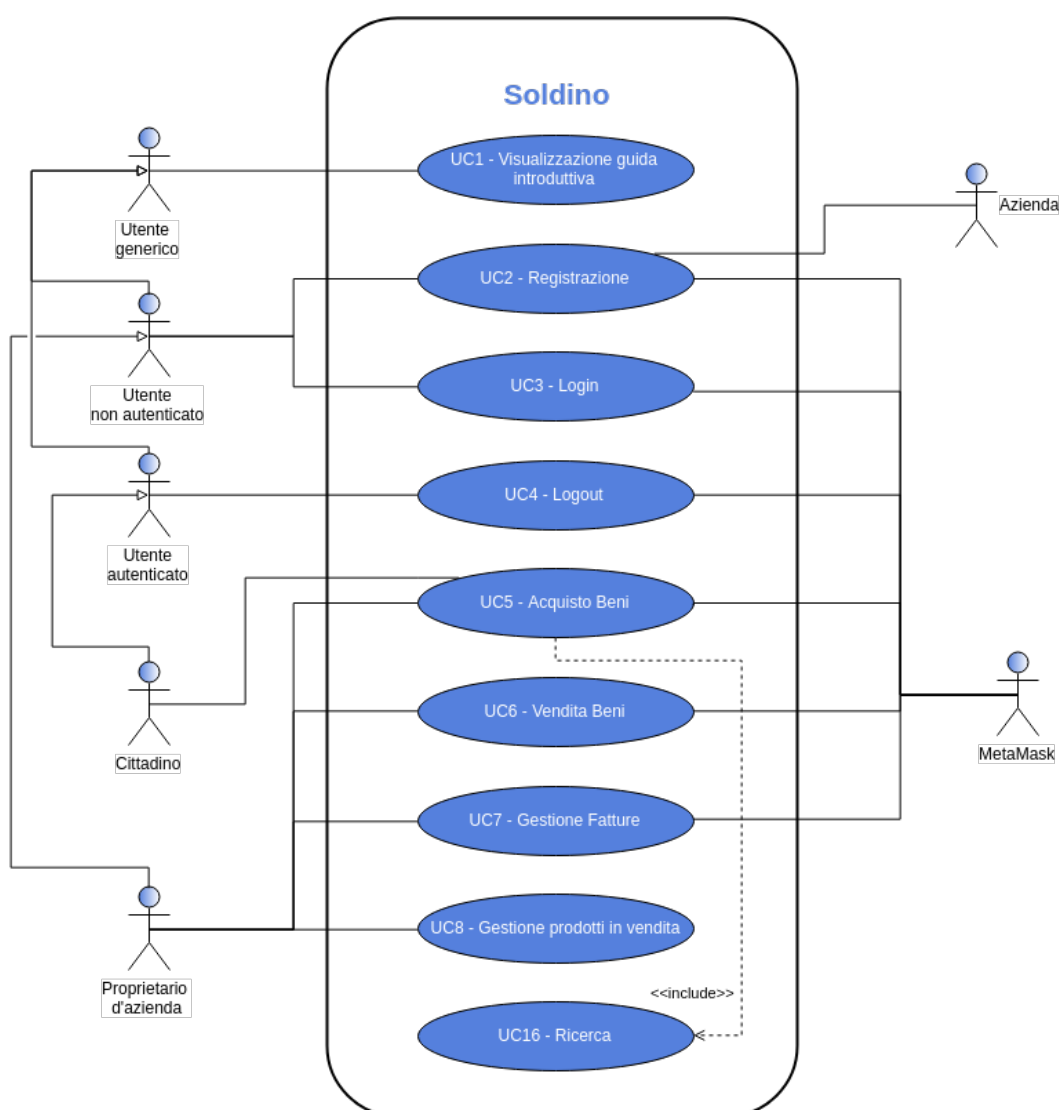 Soldino
UC1 - Visualizzazione guida
introduttiva
Utente
generico
Azienda
UC2 - Registrazione
Utente
non autenticato
UC3 - Login
UC4 - Logout
Utente
autenticato
UC5 - Acquisto Beni
UC6 - Vendita Beni
Cittadino
MetaMask
UC7 - Gestione Fatture
UC8 - Gestione prodotti in vendita
Proprietario
d'azienda
<<include>>
UC16 - Ricerca